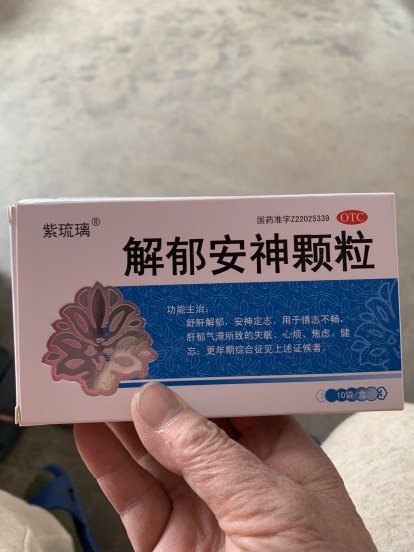 紫琉璃®
国药准字Z22025339 OTC
解郁安神颗粒
功能主治:
舒肝解郁，安神定志。用于情志不畅、
肝郁气滞所致的失眠、心烦、焦虑、健
忘；更年期综合征见上述证候者。
10袋/盒